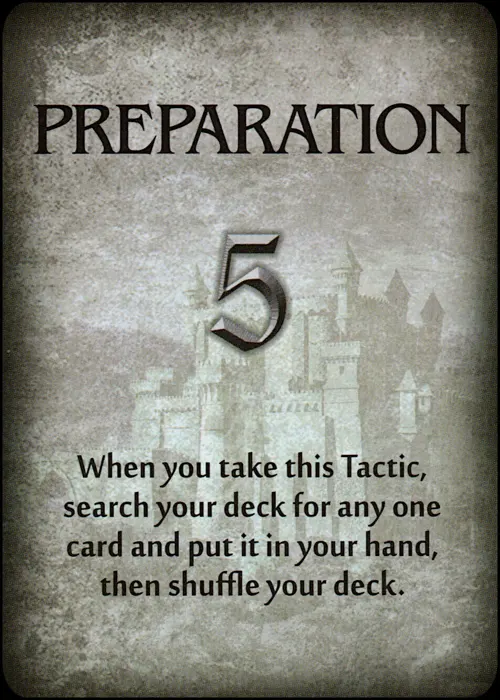 PREPARATION
5
When you take this Tactic,
search your deck for any one
card and put it in your hand,
then shuffle your deck.